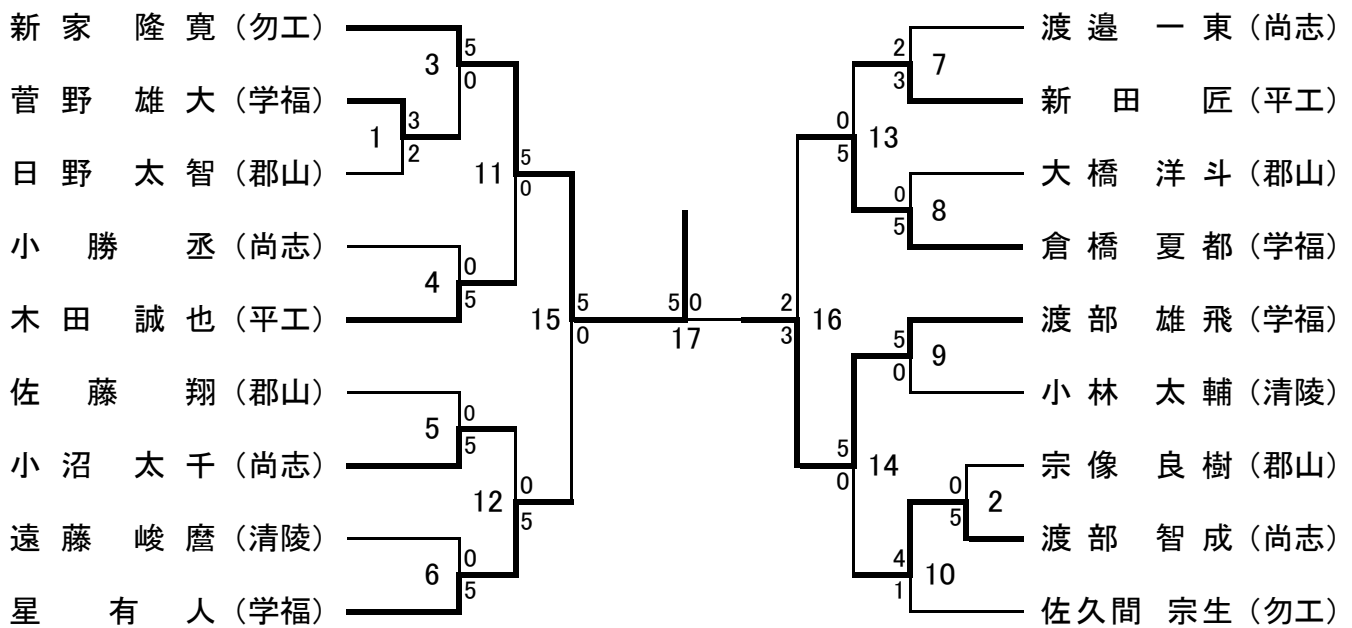 新家 隆寛（勿工）
菅野 雄大（学福）
日野 太智（郡山）
小勝 丞（尚志）
木田 誠也（平工）
佐藤 翔（郡山）
小沼 太千（尚志）
遠藤 峻麿（清陵）
星 有人（学福）
3
5
0
1
3
2
11
5
0
4
0
5
15
5
0
5
0
5
12
0
5
6
0
5
5 0
17
2
3
16
0
5
13
2
3
7
0
5
8
5
0
9
5
0
14
0
5
2
4
1
10
渡邉 一東（尚志）
新田 匠（平工）
大橋 洋斗（郡山）
倉橋 夏都（学福）
渡部 雄飛（学福）
小林 太輔（清陵）
宗像 良樹（郡山）
渡部 智成（尚志）
佐久間 宗生（勿工）